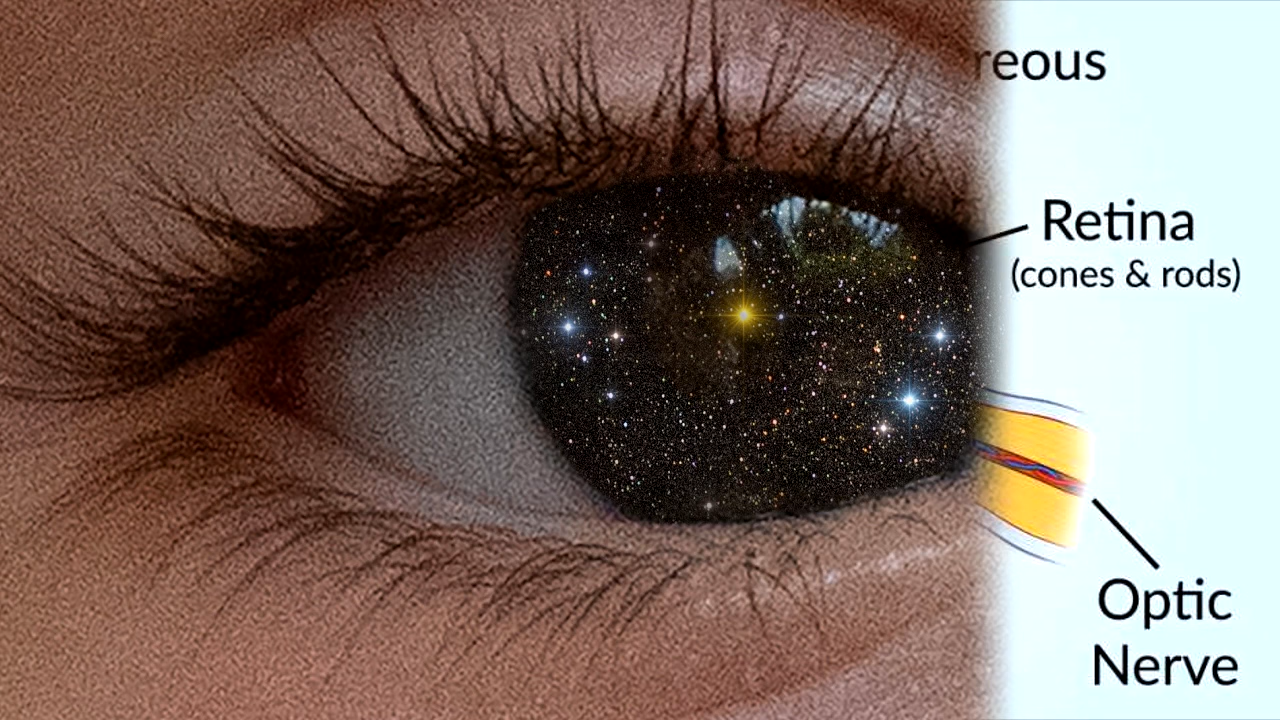 reous
Retina
(cones & rods)
Optic
Nerve